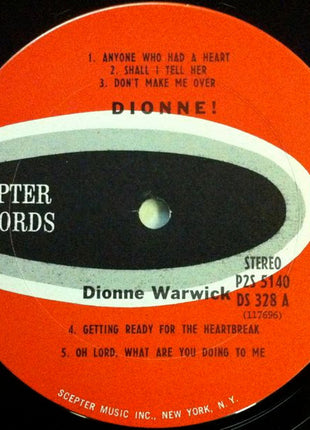 1. ANYONE WHO HAD A HEART
2. SHALL I TELL HER
3. DON'T MAKE ME OVER
DIONNE!
PTER
ORDS
STEREO
P2S 5140
Dionne Warwick
DS 328 A
(117696)
4. GETTING READY FOR THE HEARTBREAK
5. OH LORD, WHAT ARE YOU DOING TO ME
SCEPTER MUSIC INC., NEW YORK, N. Y.